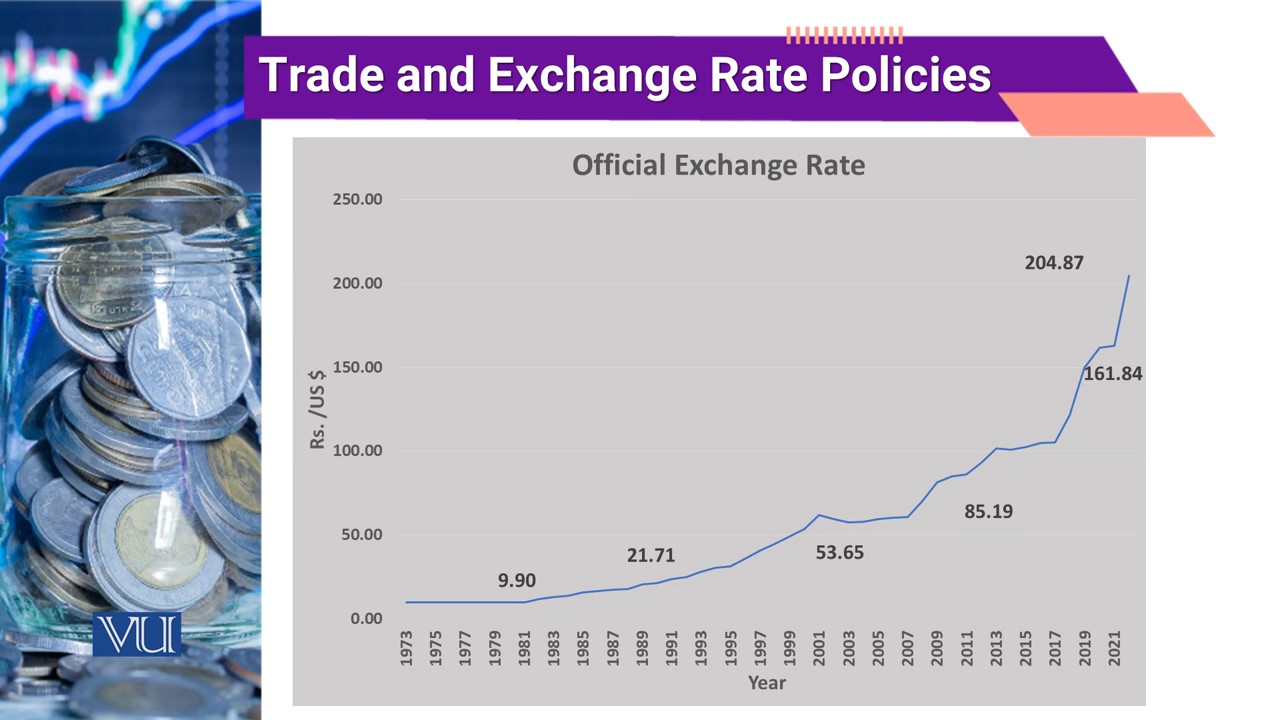 Trade and Exchange Rate Policies
Official Exchange Rate
250.00
200.00
150.00
100.00
50.00
0.00
Rs. /US $
204.87
161.84
85.19
53.65
21.71
9.90
1973 1975 1977 1979 1981 1983 1985 1987 1989 1991 1993 1995 1997 1999 2001 2003 2005 2007 2009 2011 2013 2015 2017 2019 2021
Year
VU